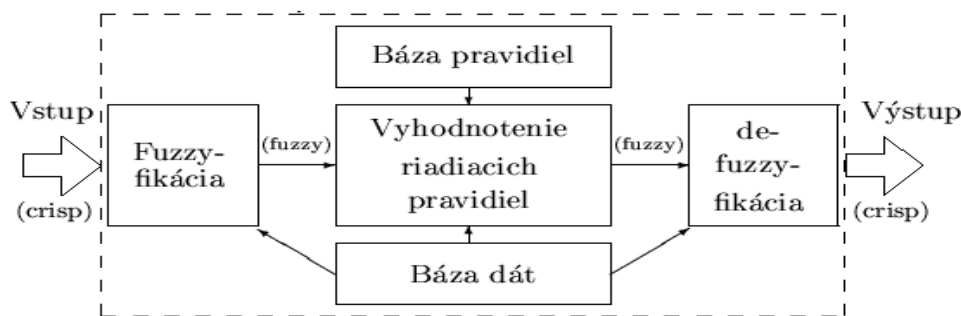 Báza pravidiel
Vstup
(crisp)
Fuzzy-
fikácia
(fuzzy)
Vyhodnotenie
riadiacich
pravidiel
(fuzzy)
de-
fuzzy-
fikácia
Výstup
(crisp)
Báza dát